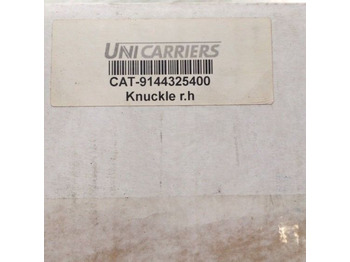 UNICARRIERS
CAT-9144325400
Knuckle r.h